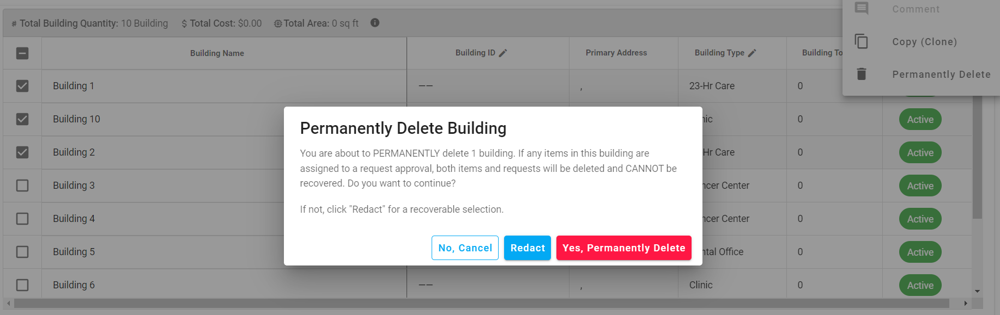 Comment
# Total Building Quantity: 10 Building $ Total Cost: $0.00 Total Area: 0 sq ft
Copy (Clone)
Building Name Building ID Primary Address Building Type Building To
Permanently Delete
Building 1 —— , 23-Hr Care 0
Building 10 nic 0 Active
Building 2 Hr Care 0 Active
Permanently Delete Building
You are about to PERMANENTLY delete 1 building. If any items in this building are
assigned to a request approval, both items and requests will be deleted and CANNOT be
recovered. Do you want to continue?
If not, click "Redact" for a recoverable selection.
No, Cancel Redact Yes, Permanently Delete
Building 3 ncer Center 0 Active
Building 4 ncer Center 0 Active
Building 5 ntal Office 0 Active
Building 6 —— , Clinic 0 Active